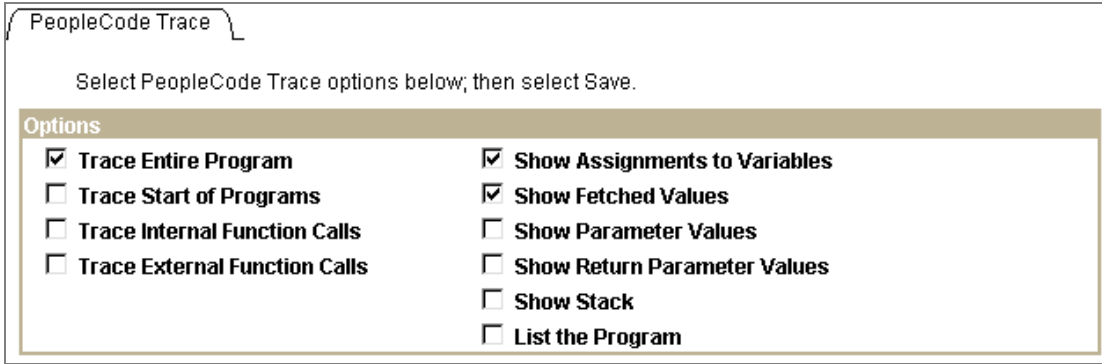 PeopleCode Trace
Select PeopleCode Trace options below; then select Save.
Options
Trace Entire Program
Trace Start of Programs
Trace Internal Function Calls
Trace External Function Calls
Show Assignments to Variables
Show Fetched Values
Show Parameter Values
Show Return Parameter Values
Show Stack
List the Program